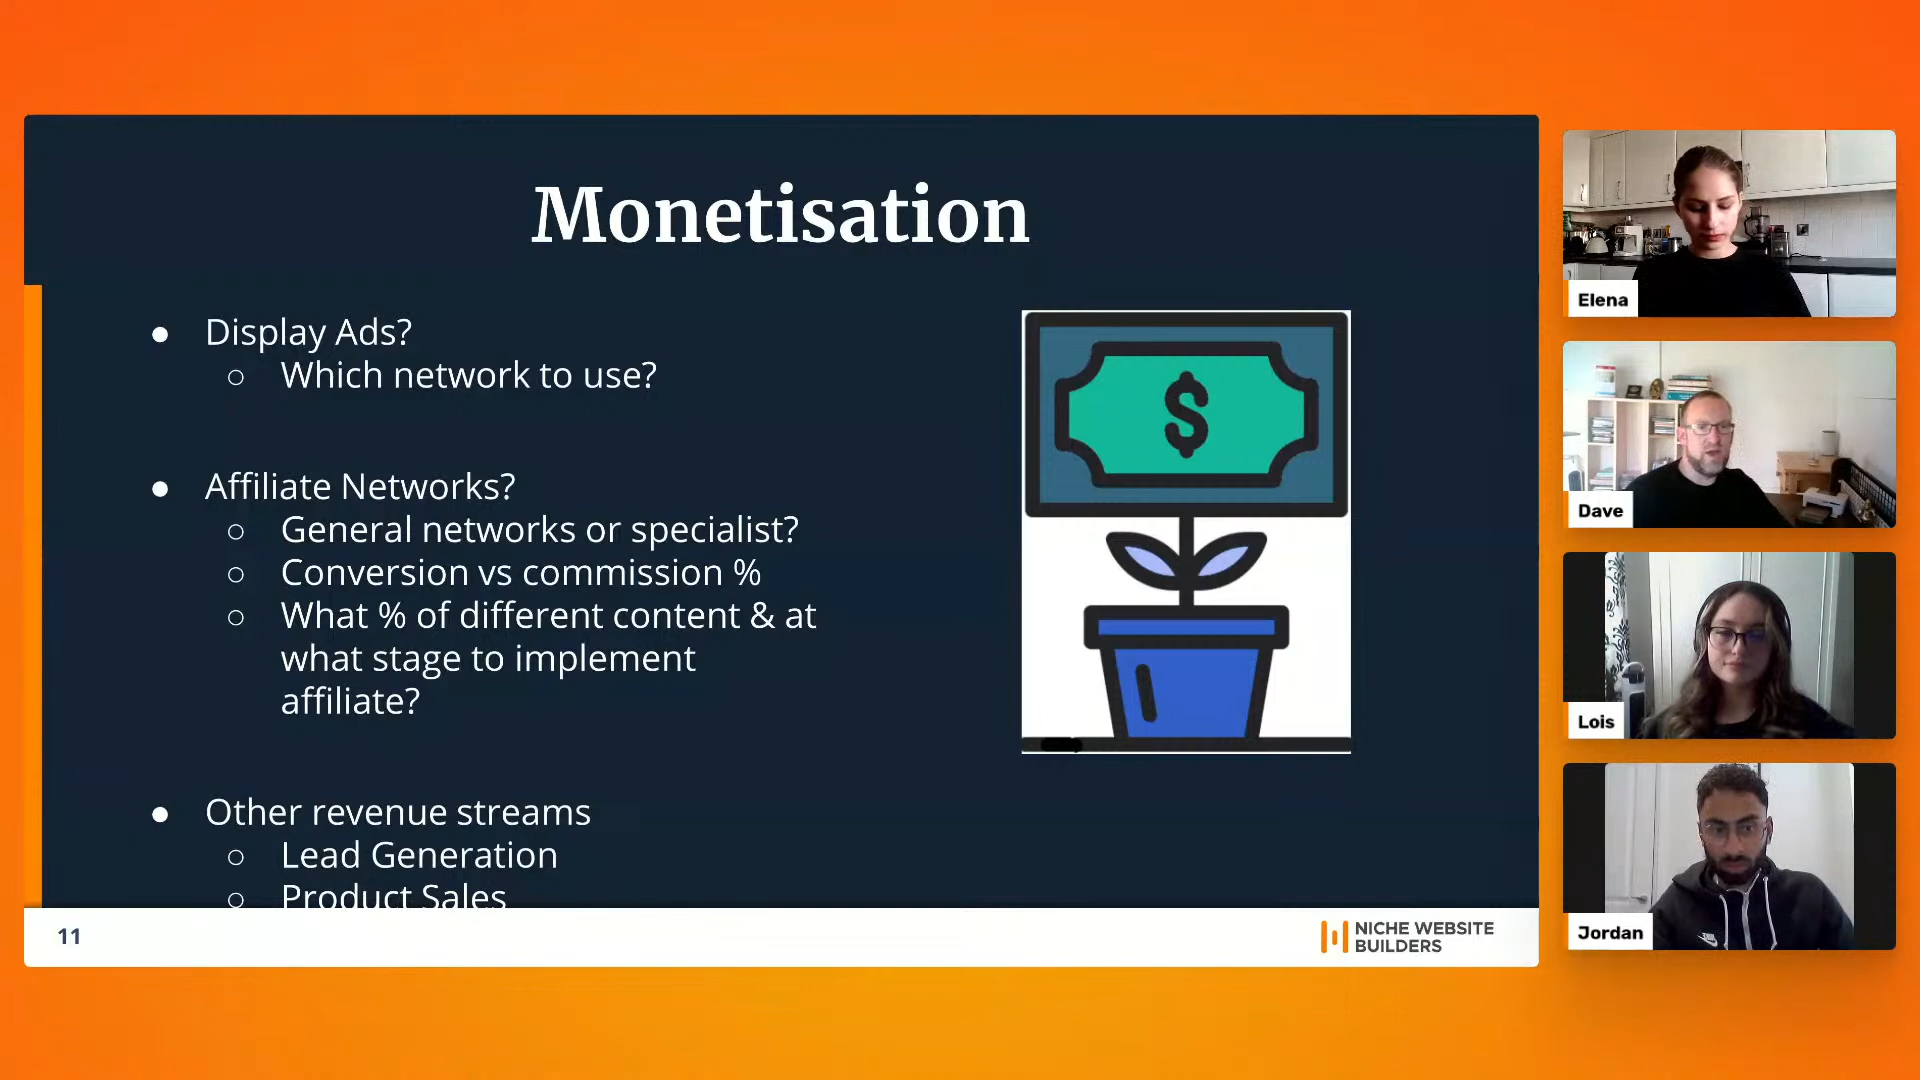 Monetisation
● Display Ads?
○ Which network to use?
● Affiliate Networks?
○ General networks or specialist?
○ Conversion vs commission %
○ What % of different content & at
what stage to implement
affiliate?
● Other revenue streams
○ Lead Generation
○ Product Sales
$
11
NICHE WEBSITE
BUILDERS
Elena
Dave
Lois
Jordan